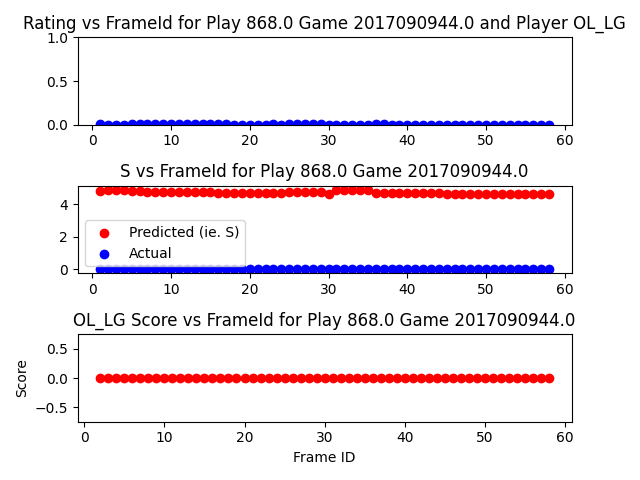 Rating vs FrameId for Play 868.0 Game 2017090944.0 and Player OL_LG
1.0
0.5
0.0
0 10 20 30 40 50 60
S vs FrameId for Play 868.0 Game 2017090944.0
4
2
0
Predicted (ie. S)
Actual
0 10 20 30 40 50 60
OL_LG Score vs FrameId for Play 868.0 Game 2017090944.0
Score
0.5
0.0
−0.5
0 10 20 30 40 50 60
Frame ID